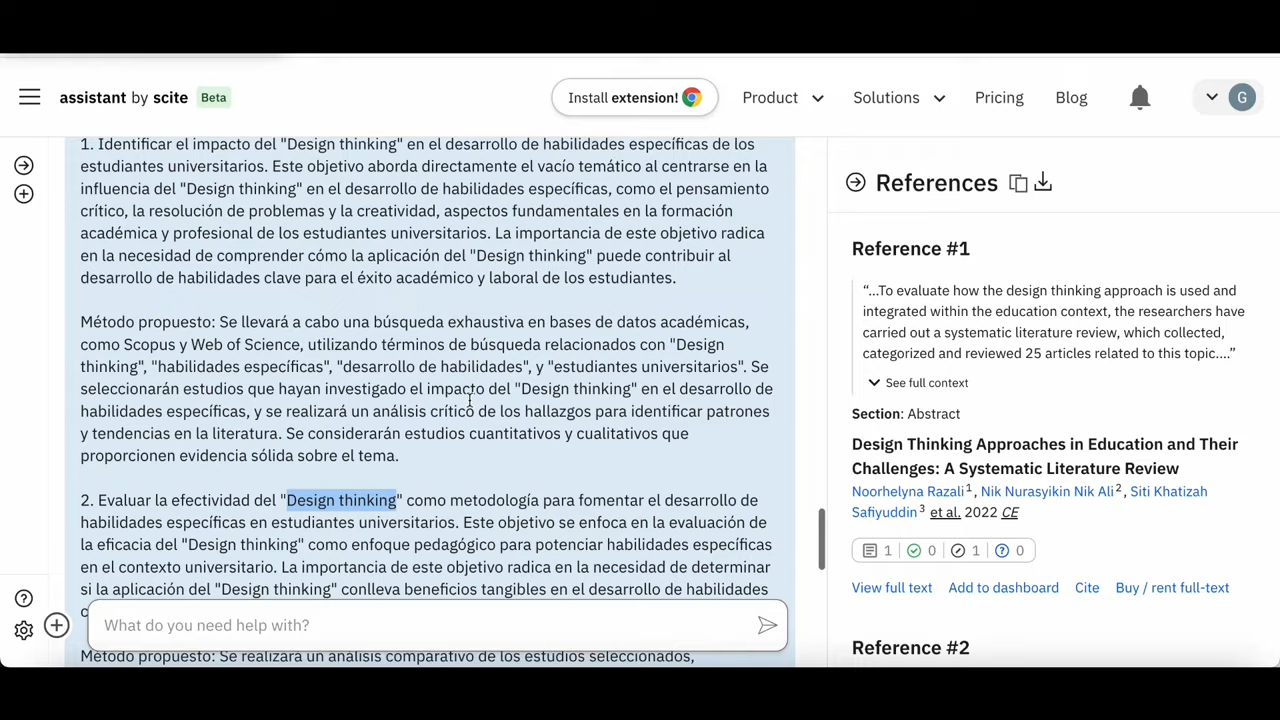 assistant by scite Beta
Install extension!
Product
Solutions
Pricing
Blog
G
1. Identificar el impacto del "Design thinking" en el desarrollo de habilidades específicas de los
estudiantes universitarios. Este objetivo aborda directamente el vacío temático al centrarse en la
influencia del "Design thinking" en el desarrollo de habilidades específicas, como el pensamiento
crítico, la resolución de problemas y la creatividad, aspectos fundamentales en la formación
académica y profesional de los estudiantes universitarios. La importancia de este objetivo radica
en la necesidad de comprender cómo la aplicación del "Design thinking" puede contribuir al
desarrollo de habilidades clave para el éxito académico y laboral de los estudiantes.
Método propuesto: Se llevará a cabo una búsqueda exhaustiva en bases de datos académicas,
como Scopus y Web of Science, utilizando términos de búsqueda relacionados con "Design
thinking", "habilidades específicas", "desarrollo de habilidades", y "estudiantes universitarios". Se
seleccionarán estudios que hayan investigado el impacto del "Design thinking" en el desarrollo de
habilidades específicas, y se realizará un análisis crítico de los hallazgos para identificar patrones
y tendencias en la literatura. Se considerarán estudios cuantitativos y cualitativos que
proporcionen evidencia sólida sobre el tema.
2. Evaluar la efectividad del "Design thinking" como metodología para fomentar el desarrollo de
habilidades específicas en estudiantes universitarios. Este objetivo se enfoca en la evaluación de
la eficacia del "Design thinking" como enfoque pedagógico para potenciar habilidades específicas
en el contexto universitario. La importancia de este objetivo radica en la necesidad de determinar
si la aplicación del "Design thinking" conlleva beneficios tangibles en el desarrollo de habilidades
What do you need help with?
Método propuesto: Se realizará un análisis comparativo de los estudios seleccionados,
References
Reference #1
“...To evaluate how the design thinking approach is used and
integrated within the education context, the researchers have
carried out a systematic literature review, which collected,
categorized and reviewed 25 articles related to this topic....”
See full context
Section: Abstract
Design Thinking Approaches in Education and Their
Challenges: A Systematic Literature Review
Noorhelyna Razali1, Nik Nurasyikin Nik Ali2, Siti Khatizah
Safiyuddin3 et al. 2022 CE
1 0 1 0
View full text Add to dashboard Cite Buy / rent full-text
Reference #2